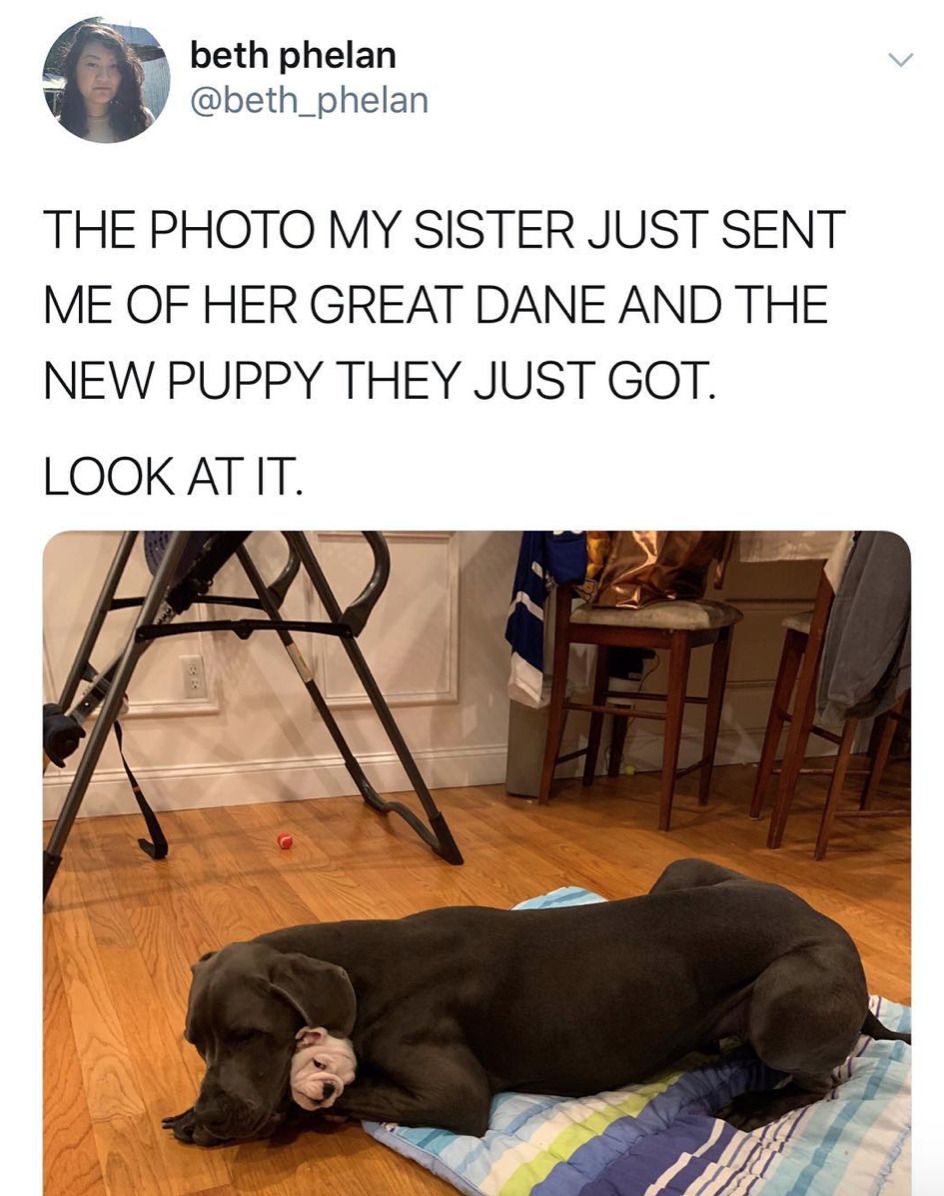 beth phelan
@beth_phelan
THE PHOTO MY SISTER JUST SENT
ME OF HER GREAT DANE AND THE
NEW PUPPY THEY JUST GOT.
LOOK AT IT.